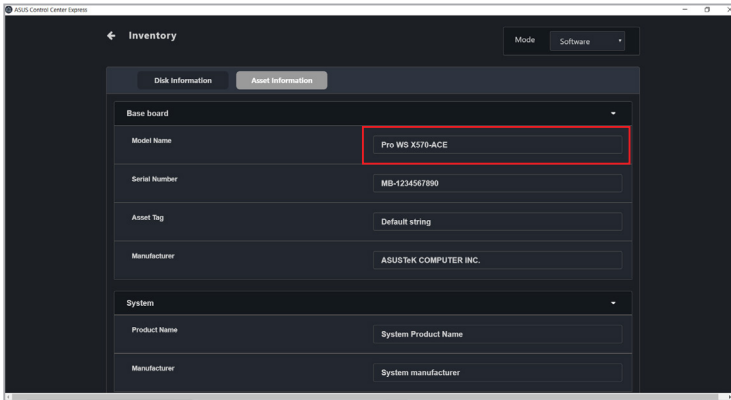 ASUS Control Center Express
Inventory
Mode Software
Disk Information Asset Information
Base board
Model Name Pro WS X570-ACE
Serial Number MB-1234567890
Asset Tag Default string
Manufacturer ASUSTeK COMPUTER INC.
System
Product Name System Product Name
Manufacturer System manufacturer